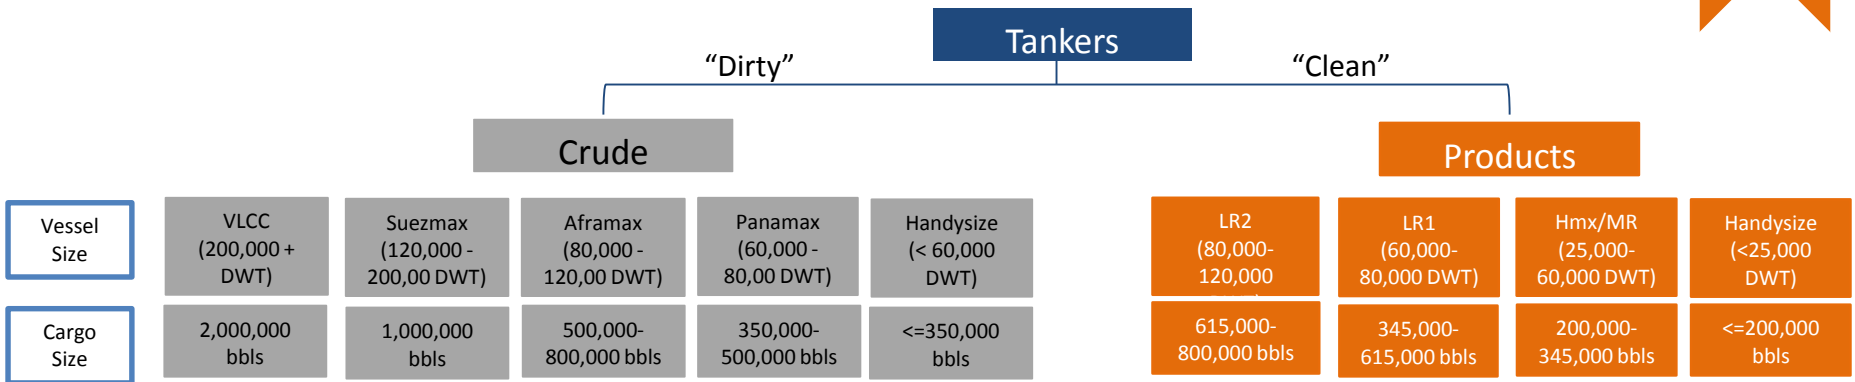 Tankers
“Dirty”
“Clean”
Crude
Products
Vessel
Size
VLCC
(200,000 +
DWT)
Suezmax
(120,000 -
200,00 DWT)
Aframax
(80,000 -
120,00 DWT)
Panamax
(60,000 -
80,00 DWT)
Handysize
(< 60,000
DWT)
LR2
(80,000-
120,000
LR1
(60,000-
80,000 DWT)
Hmx/MR
(25,000-
60,000 DWT)
Handysize
(<25,000
DWT)
Cargo
Size
2,000,000
bbls
1,000,000
bbls
500,000-
800,000 bbls
350,000-
500,000 bbls
<=350,000
bbls
615,000-
800,000 bbls
345,000-
615,000 bbls
200,000-
345,000 bbls
<=200,000
bbls